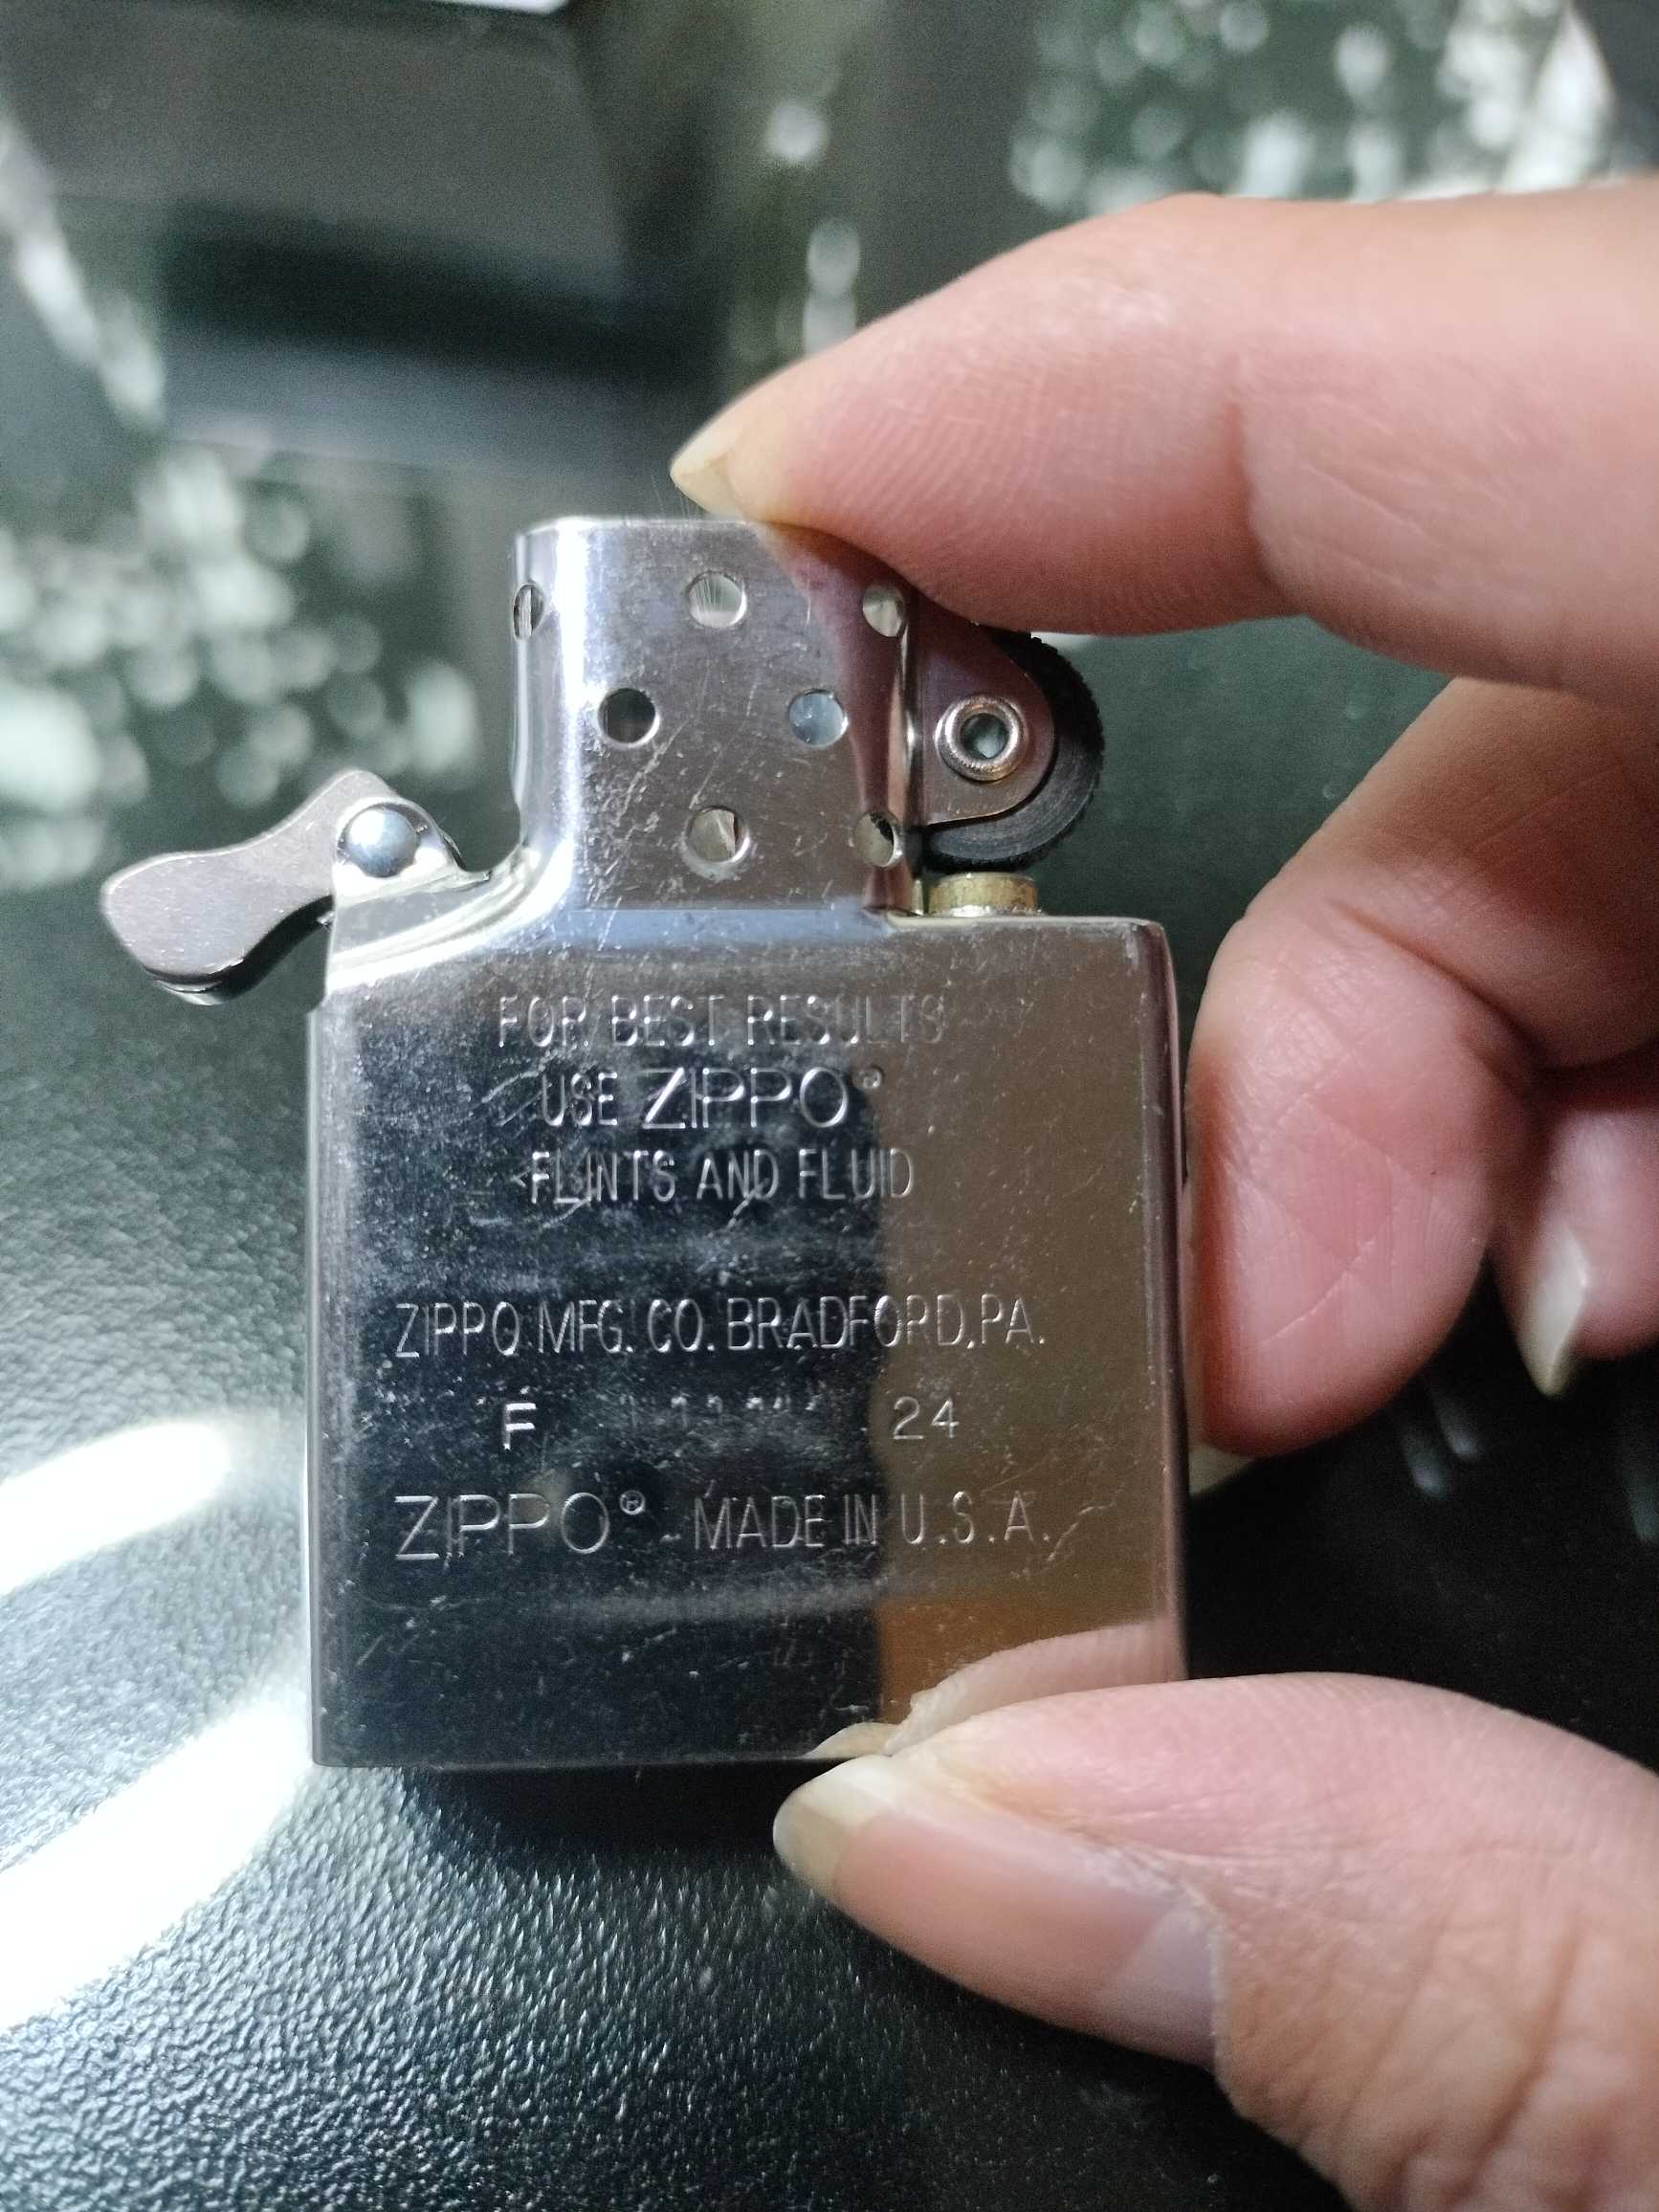 FOR BEST RESULTS
USE ZIPPO®
FLINTS AND FLUID
ZIPPO MFG. CO. BRADFORD, PA.
F 24
ZIPPO® MADE IN U.S.A.